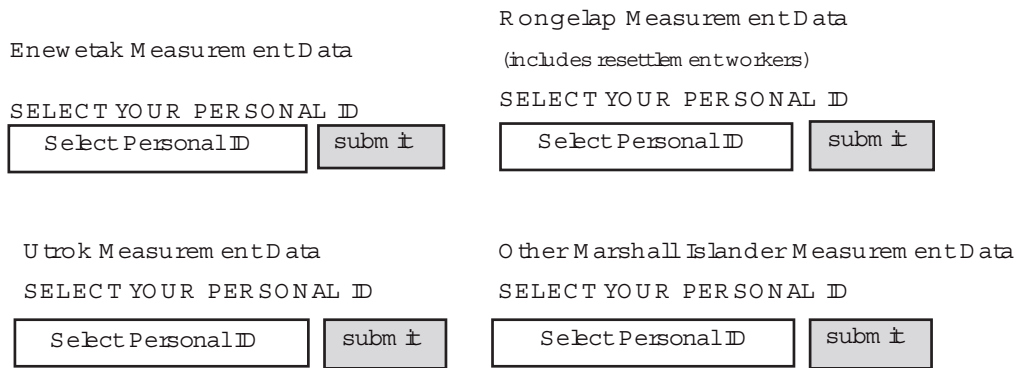 Enewetak Measurement Data
SELECT YOUR PERSONAL ID
Select Personal ID
submit
Rongelap Measurement Data
(includes resettlement workers)
SELECT YOUR PERSONAL ID
Select Personal ID
submit
Utrok Measurement Data
SELECT YOUR PERSONAL ID
Select Personal ID
submit
Other Marshall Islander Measurement Data
SELECT YOUR PERSONAL ID
Select Personal ID
submit